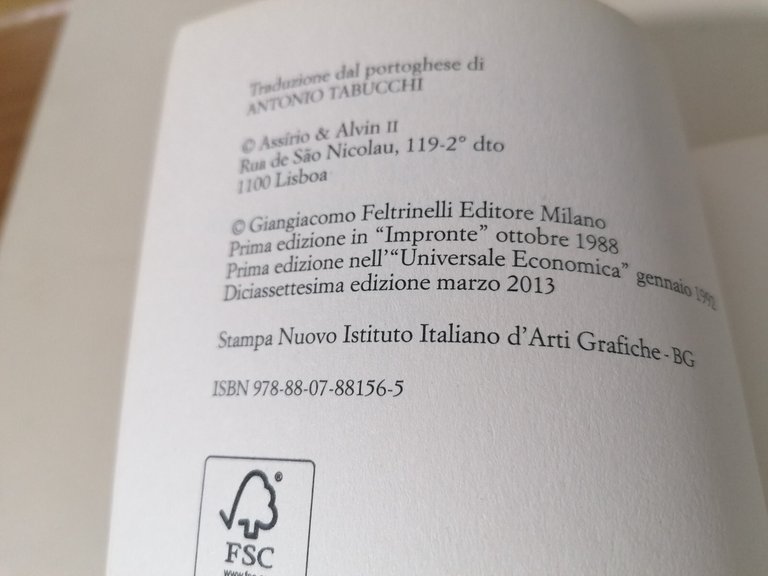 Traduzione dal portoghese di
ANTONIO TABUCCHI
© Assírio & Alvin II
Rua de São Nicolau, 119-2° dto
1100 Lisboa
© Giangiacomo Feltrinelli Editore Milano
Prima edizione in “Impronte” ottobre 1988
Prima edizione nell’“Universale Economica” gennaio 1992
Diciassettesima edizione marzo 2013
Stampa Nuovo Istituto Italiano d’Arti Grafiche - BG
ISBN 978-88-07-88156-5
®
FSC